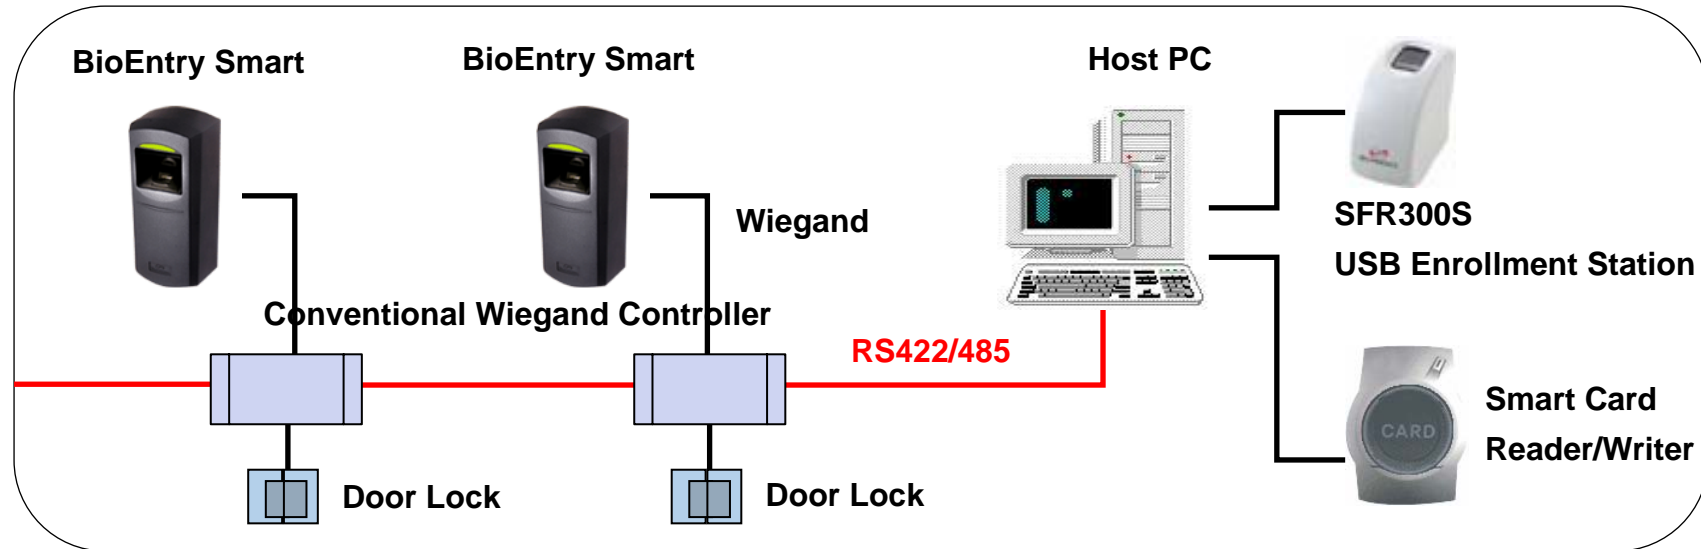 BioEntry Smart
BioEntry Smart
Host PC
Wiegand
SFR300S
USB Enrollment Station
Conventional Wiegand Controller
RS422/485
Smart Card
Reader/Writer
CARD
Door Lock
Door Lock